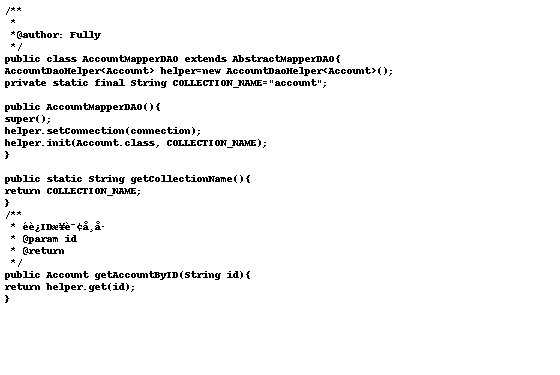 /**
*
*@author: Fully
*/
public class AccountMapperDAO extends AbstractMapperDAO{
AccountDaoHelper<Account> helper=new AccountDaoHelper<Account>();
private static final String COLLECTION_NAME="account";
public AccountMapperDAO(){
super();
helper.setConnection(connection);
helper.init(Account.class, COLLECTION_NAME);
}
public static String getCollectionName(){
return COLLECTION_NAME;
}
/**
*
* @param id
* @return
*/
public Account getAccountByID(String id){
return helper.get(id);
}